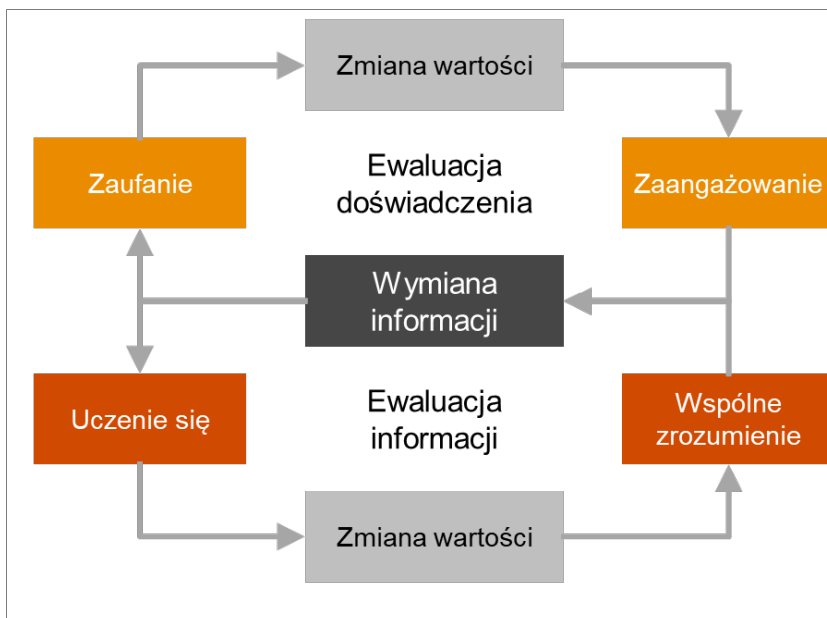 Zmiana wartości
Zaufanie
Ewaluacja
doświadczenia
Zaangażowanie
Wymiana
informacji
Uczenie się
Ewaluacja
informacji
Wspólne
zrozumienie
Zmiana wartości